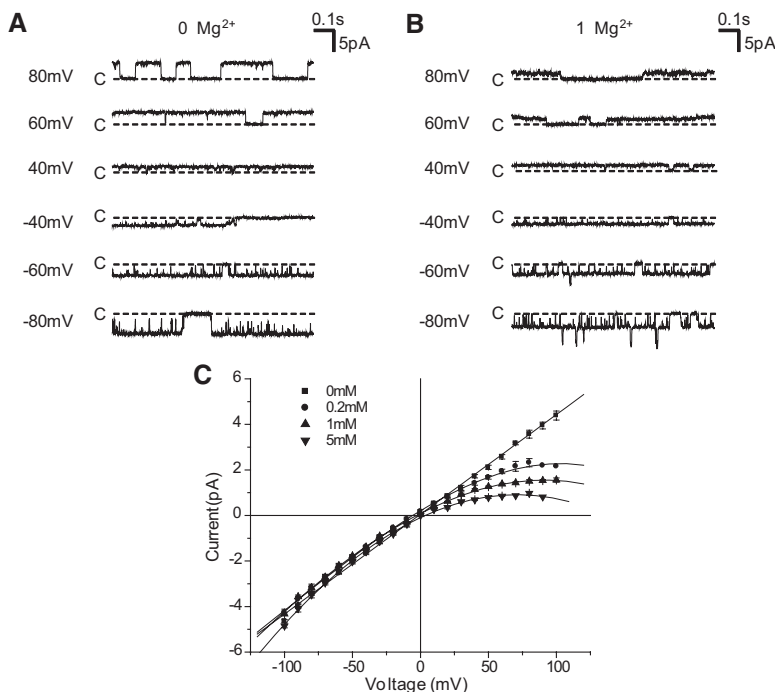 A
0 Mg²⁺
0.1s
5pA
80mV C
60mV C
40mV C
-40mV C
-60mV C
-80mV C
B
1 Mg²⁺
0.1s
5pA
80mV C
60mV C
40mV C
-40mV C
-60mV C
-80mV C
C
0mM
0.2mM
1mM
5mM
6
4
2
0
-2
-4
-6
Current(pA)
-100 -50 0 50 100
Voltage (mV)